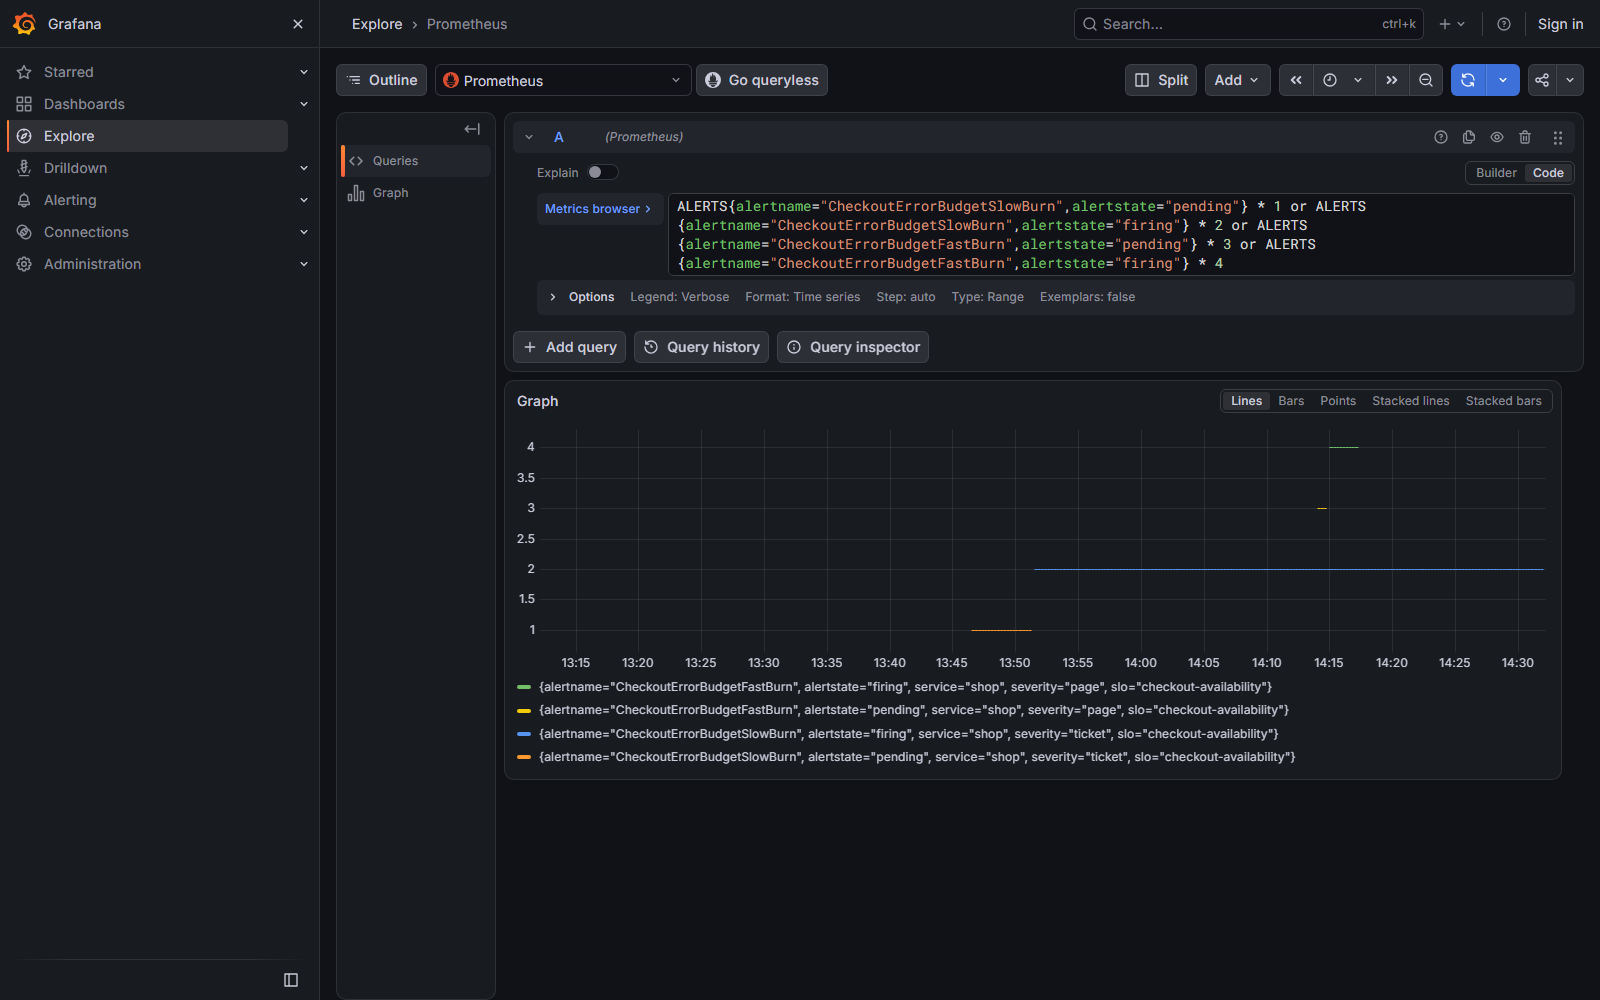 Grafana
Explore › Prometheus
Search...
ctrl+k
Sign in
Starred
Dashboards
Explore
Drilldown
Alerting
Connections
Administration
Outline
Prometheus
Go queryless
Split
Add
Queries
Graph
A
(Prometheus)
Explain
Builder
Code
Metrics browser
ALERTS{alertname="CheckoutErrorBudgetSlowBurn",alertstate="pending"} * 1 or ALERTS
{alertname="CheckoutErrorBudgetSlowBurn",alertstate="firing"} * 2 or ALERTS
{alertname="CheckoutErrorBudgetFastBurn",alertstate="pending"} * 3 or ALERTS
{alertname="CheckoutErrorBudgetFastBurn",alertstate="firing"} * 4
Options Legend: Verbose Format: Time series Step: auto Type: Range Exemplars: false
Add query
Query history
Query inspector
Graph
Lines Bars Points Stacked lines Stacked bars
4
3.5
3
2.5
2
1.5
1
13:15 13:20 13:25 13:30 13:35 13:40 13:45 13:50 13:55 14:00 14:05 14:10 14:15 14:20 14:25 14:30
{alertname="CheckoutErrorBudgetFastBurn", alertstate="firing", service="shop", severity="page", slo="checkout-availability"}
{alertname="CheckoutErrorBudgetFastBurn", alertstate="pending", service="shop", severity="page", slo="checkout-availability"}
{alertname="CheckoutErrorBudgetSlowBurn", alertstate="firing", service="shop", severity="ticket", slo="checkout-availability"}
{alertname="CheckoutErrorBudgetSlowBurn", alertstate="pending", service="shop", severity="ticket", slo="checkout-availability"}